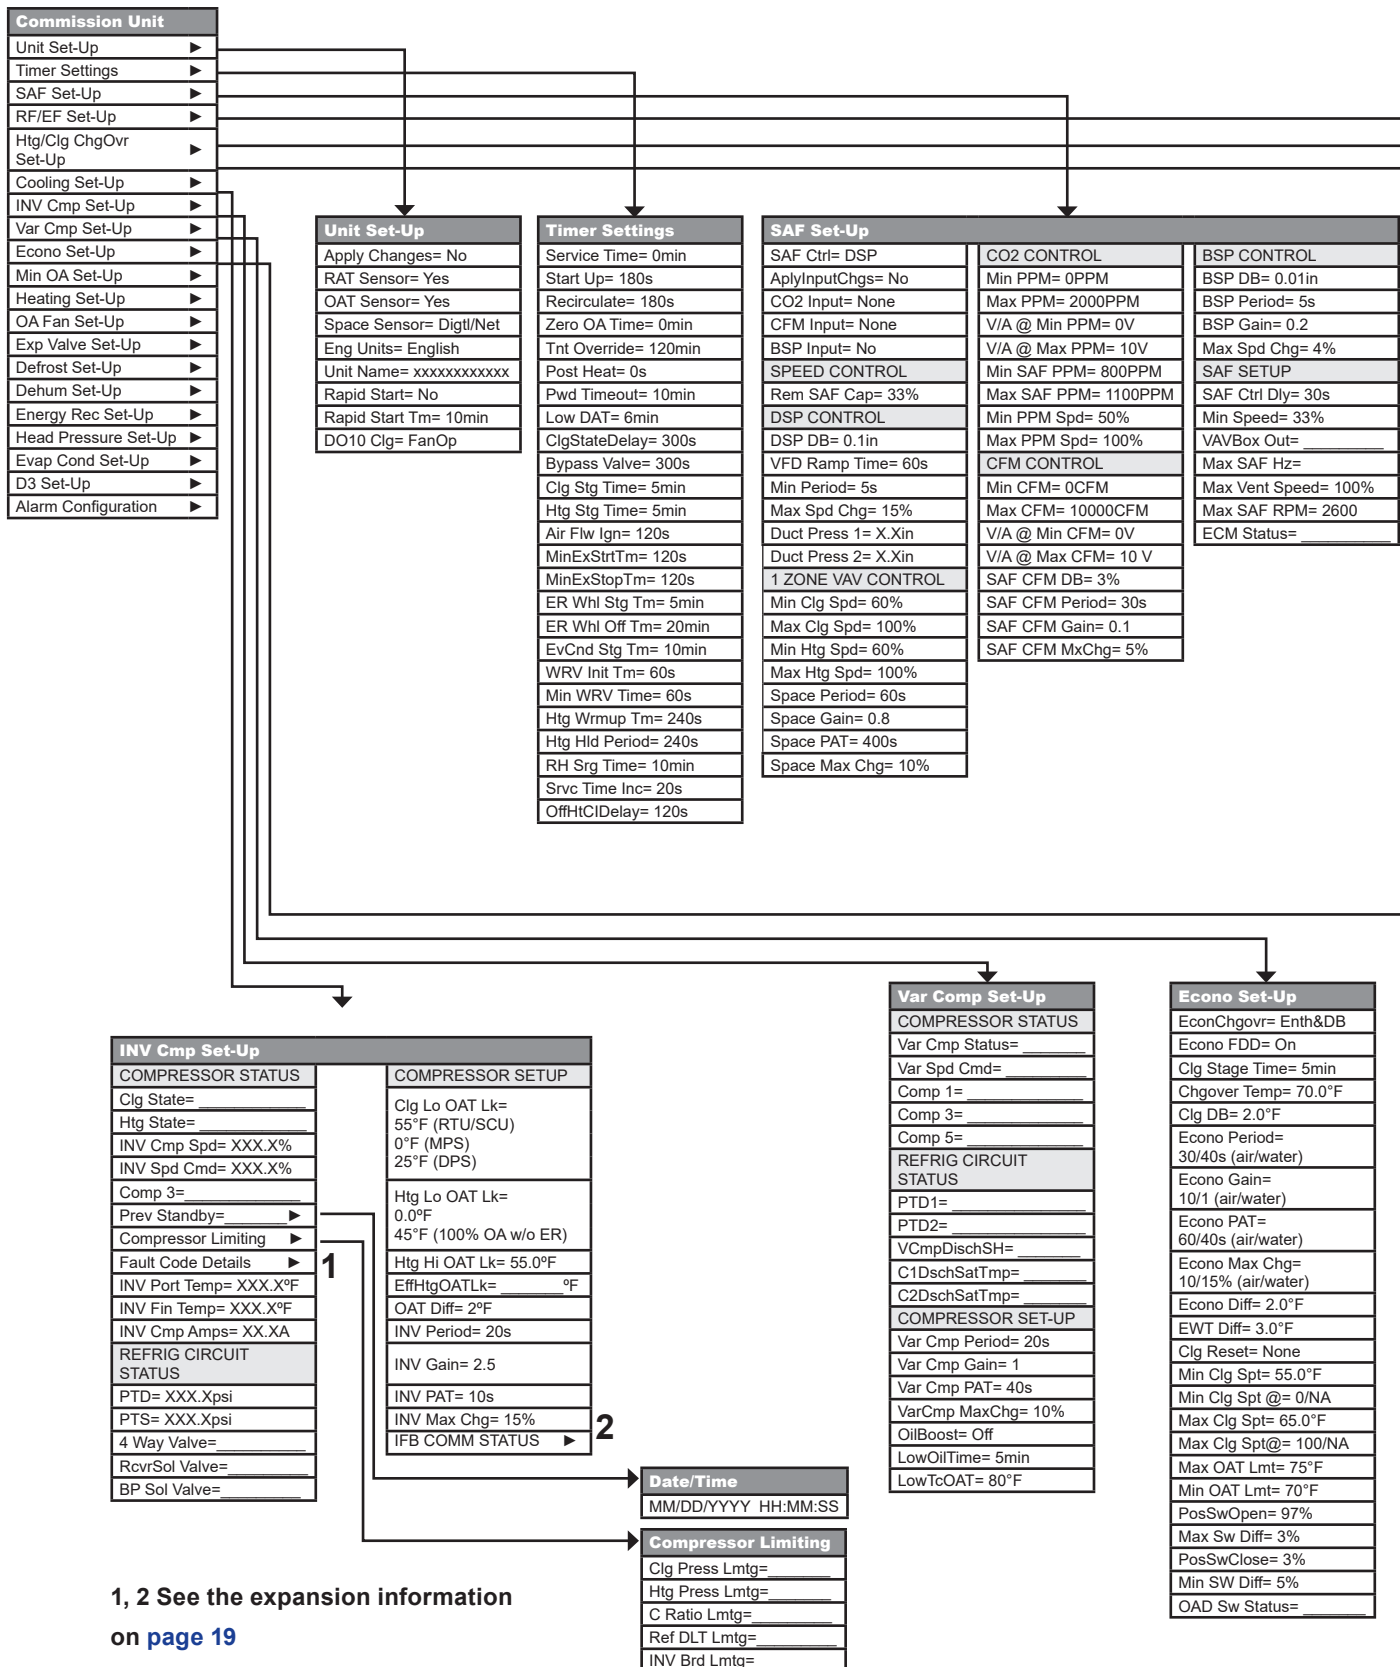 Commission Unit
Unit Set-Up ►
Timer Settings ►
SAF Set-Up ►
RF/EF Set-Up ►
Htg/Clg ChgOvr
Set-Up ►
Cooling Set-Up ►
INV Cmp Set-Up ►
Var Cmp Set-Up ►
Econo Set-Up ►
Min OA Set-Up ►
Heating Set-Up ►
OA Fan Set-Up ►
Exp Valve Set-Up ►
Defrost Set-Up ►
Dehum Set-Up ►
Energy Rec Set-Up ►
Head Pressure Set-Up ►
Evap Cond Set-Up ►
D3 Set-Up ►
Alarm Configuration ►
Unit Set-Up
Apply Changes= No
RAT Sensor= Yes
OAT Sensor= Yes
Space Sensor= Digtl/Net
Eng Units= English
Unit Name= xxxxxxxxxxxx
Rapid Start= No
Rapid Start Tm= 10min
DO10 Clg= FanOp
Timer Settings
Service Time= 0min
Start Up= 180s
Recirculate= 180s
Zero OA Time= 0min
Tnt Override= 120min
Post Heat= 0s
Pwd Timeout= 10min
Low DAT= 6min
ClgStateDelay= 300s
Bypass Valve= 300s
Clg Stg Time= 5min
Htg Stg Time= 5min
Air Flw Ign= 120s
MinExStrtTm= 120s
MinExStopTm= 120s
ER Whl Stg Tm= 5min
ER Whl Off Tm= 20min
EvCnd Stg Tm= 10min
WRV Init Tm= 60s
Min WRV Time= 60s
Htg Wrmup Tm= 240s
Htg Hld Period= 240s
RH Srg Time= 10min
Srvc Time Inc= 20s
OffHtClDelay= 120s
SAF Set-Up
SAF Ctrl= DSP
AplyInputChgs= No
CO2 Input= None
CFM Input= None
BSP Input= No
SPEED CONTROL
Rem SAF Cap= 33%
DSP CONTROL
DSP DB= 0.1in
VFD Ramp Time= 60s
Min Period= 5s
Max Spd Chg= 15%
Duct Press 1= X.Xin
Duct Press 2= X.Xin
1 ZONE VAV CONTROL
Min Clg Spd= 60%
Max Clg Spd= 100%
Min Htg Spd= 60%
Max Htg Spd= 100%
Space Period= 60s
Space Gain= 0.8
Space PAT= 400s
Space Max Chg= 10%
CO2 CONTROL
Min PPM= 0PPM
Max PPM= 2000PPM
V/A @ Min PPM= 0V
V/A @ Max PPM= 10V
Min SAF PPM= 800PPM
Max SAF PPM= 1100PPM
Min PPM Spd= 50%
Max PPM Spd= 100%
CFM CONTROL
Min CFM= 0CFM
Max CFM= 10000CFM
V/A @ Min CFM= 0V
V/A @ Max CFM= 10 V
SAF CFM DB= 3%
SAF CFM Period= 30s
SAF CFM Gain= 0.1
SAF CFM MxChg= 5%
BSP CONTROL
BSP DB= 0.01in
BSP Period= 5s
BSP Gain= 0.2
Max Spd Chg= 4%
SAF SETUP
SAF Ctrl Dly= 30s
Min Speed= 33%
VAVBox Out= _________
Max SAF Hz=
Max Vent Speed= 100%
Max SAF RPM= 2600
ECM Status= __________
INV Cmp Set-Up
COMPRESSOR STATUS
Clg State= ____________
Htg State= ____________
INV Cmp Spd= XXX.X%
INV Spd Cmd= XXX.X%
Comp 3=_____________
Prev Standby=_______►
Compressor Limiting ►
Fault Code Details ► 1
INV Port Temp= XXX.XºF
INV Fin Temp= XXX.XºF
INV Cmp Amps= XX.XA
REFRIG CIRCUIT
STATUS
PTD= XXX.Xpsi
PTS= XXX.Xpsi
4 Way Valve=__________
RcvrSol Valve=_________
BP Sol Valve=_________
COMPRESSOR SETUP
Clg Lo OAT Lk=
55°F (RTU/SCU)
0°F (MPS)
25°F (DPS)
Htg Lo OAT Lk=
0.0ºF
45°F (100% OA w/o ER)
Htg Hi OAT Lk= 55.0ºF
EffHtgOATLk= _______ºF
OAT Diff= 2ºF
INV Period= 20s
INV Gain= 2.5
INV PAT= 10s
INV Max Chg= 15%
IFB COMM STATUS ► 2
Date/Time
MM/DD/YYYY HH:MM:SS
Compressor Limiting
Clg Press Lmtg=_______
Htg Press Lmtg=_______
C Ratio Lmtg=_________
Ref DLT Lmtg=_________
INV Brd Lmtg=
Var Comp Set-Up
COMPRESSOR STATUS
Var Cmp Status= _______
Var Spd Cmd= _________
Comp 1= _____________
Comp 3= _____________
Comp 5= _____________
REFRIG CIRCUIT
STATUS
PTD1= _______________
PTD2= _______________
VCmpDischSH= _______
C1DschSatTmp= _______
C2DschSatTmp= _______
COMPRESSOR SET-UP
Var Cmp Period= 20s
Var Cmp Gain= 1
Var Cmp PAT= 40s
VarCmp MaxChg= 10%
OilBoost= Off
LowOilTime= 5min
LowTcOAT= 80°F
Econo Set-Up
EconChgovr= Enth&DB
Econo FDD= On
Clg Stage Time= 5min
Chgover Temp= 70.0°F
Clg DB= 2.0°F
Econo Period=
30/40s (air/water)
Econo Gain=
10/1 (air/water)
Econo PAT=
60/40s (air/water)
Econo Max Chg=
10/15% (air/water)
Econo Diff= 2.0°F
EWT Diff= 3.0°F
Clg Reset= None
Min Clg Spt= 55.0°F
Min Clg Spt @= 0/NA
Max Clg Spt= 65.0°F
Max Clg Spt@= 100/NA
Max OAT Lmt= 75°F
Min OAT Lmt= 70°F
PosSwOpen= 97%
Max Sw Diff= 3%
PosSwClose= 3%
Min SW Diff= 5%
OAD Sw Status= _______
1, 2 See the expansion information
on page 19